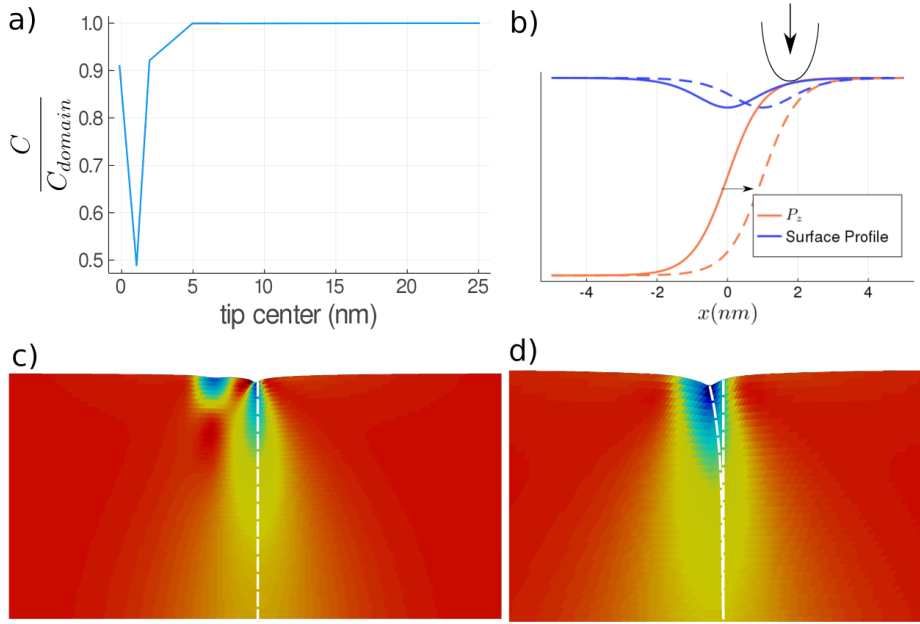 a)
1.0
0.9
0.8
0.7
0.6
0.5
C
C_domain
0 5 10 15 20 25
tip center (nm)
b)
P_z
Surface Profile
-4 -2 0 2 4
x(nm)
c)
d)